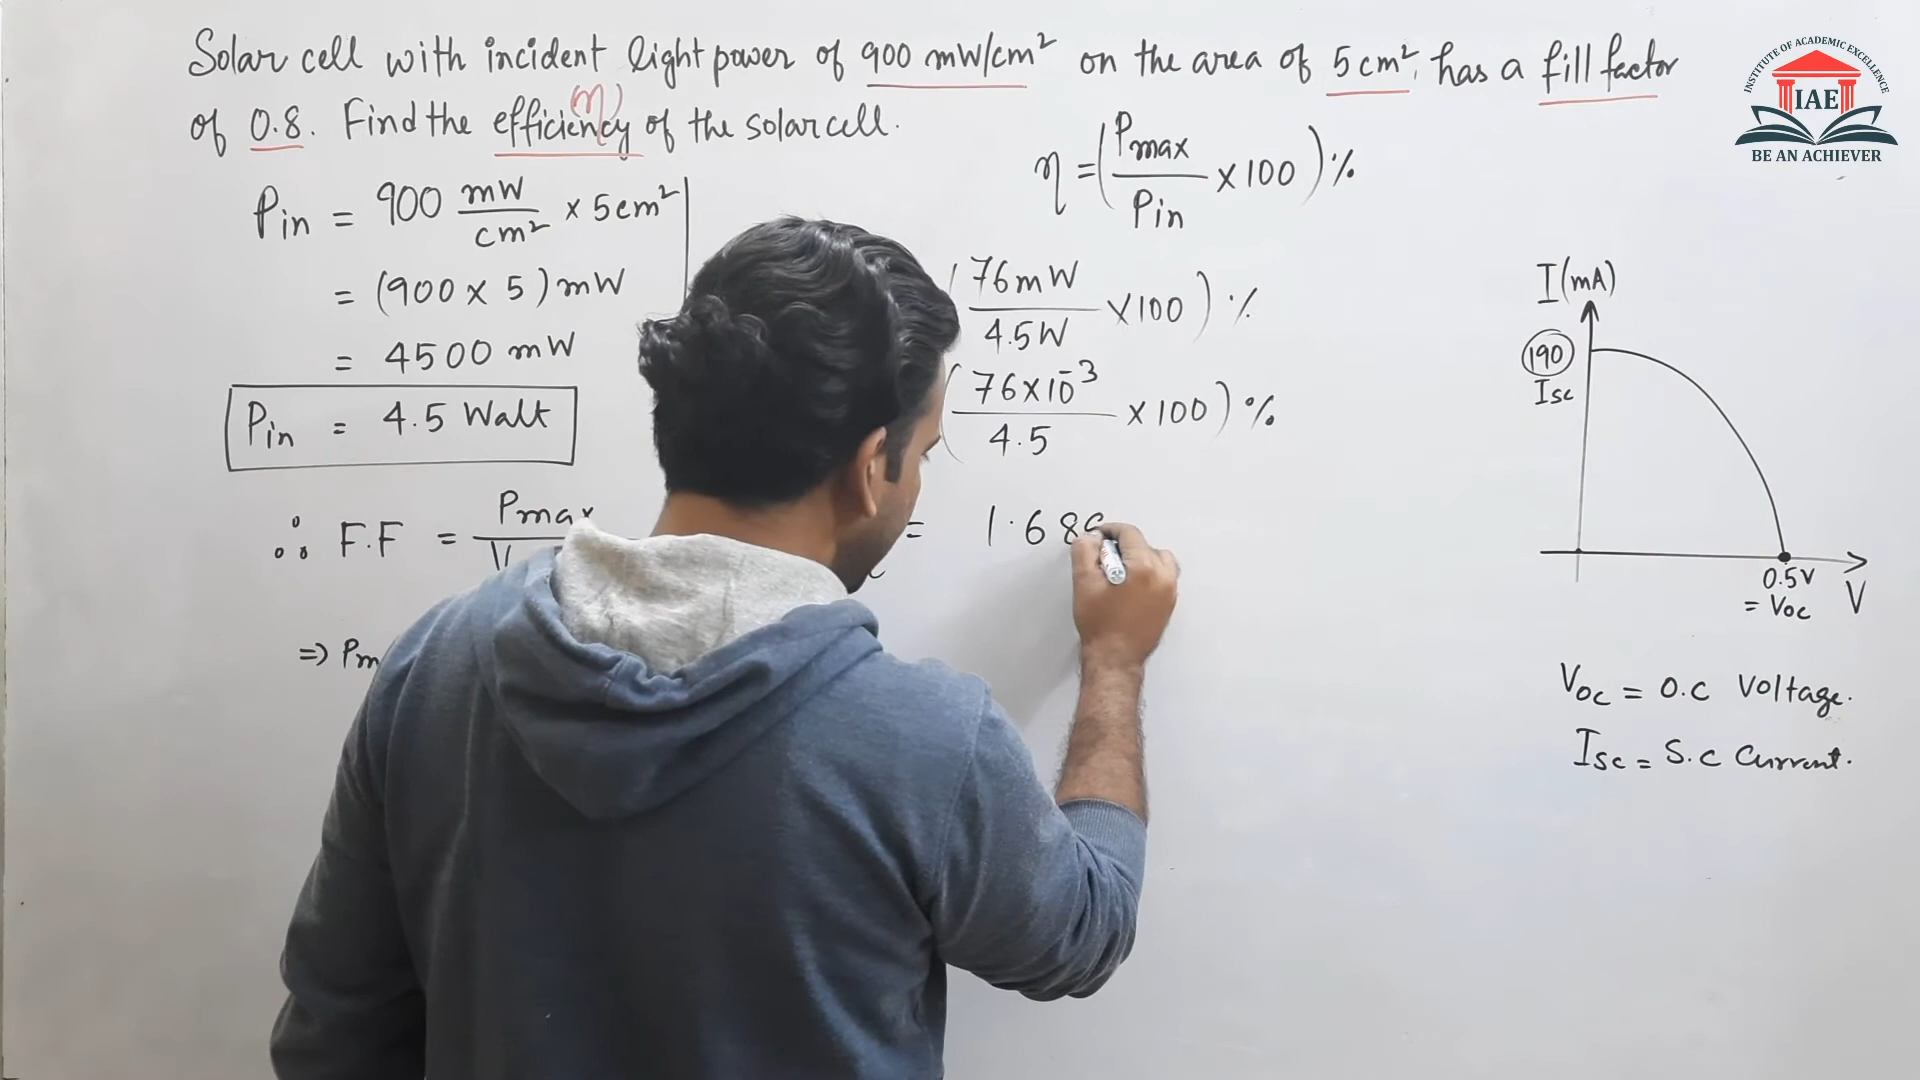 Solar cell with incident light power of 900 mW/cm² on the area of 5 cm², has a fill factor
of 0.8. Find the efficiency (η) of the solar cell.
Pin = 900 mW/cm² × 5cm²
= (900 × 5) mW
= 4500 mW
Pin = 4.5 Watt
∴ F.F = Pmax
⇒ Pm
η = (Pmax/Pin × 100) %
(76mW/4.5W × 100) %
(76×10⁻³/4.5 × 100) %
= 1.68
I(mA)
190
Isc
0.5V
= Voc
V
Voc = O.C Voltage.
Isc = S.C Current.
INSTITUTE OF ACADEMIC EXCELLENCE
IAE
BE AN ACHIEVER